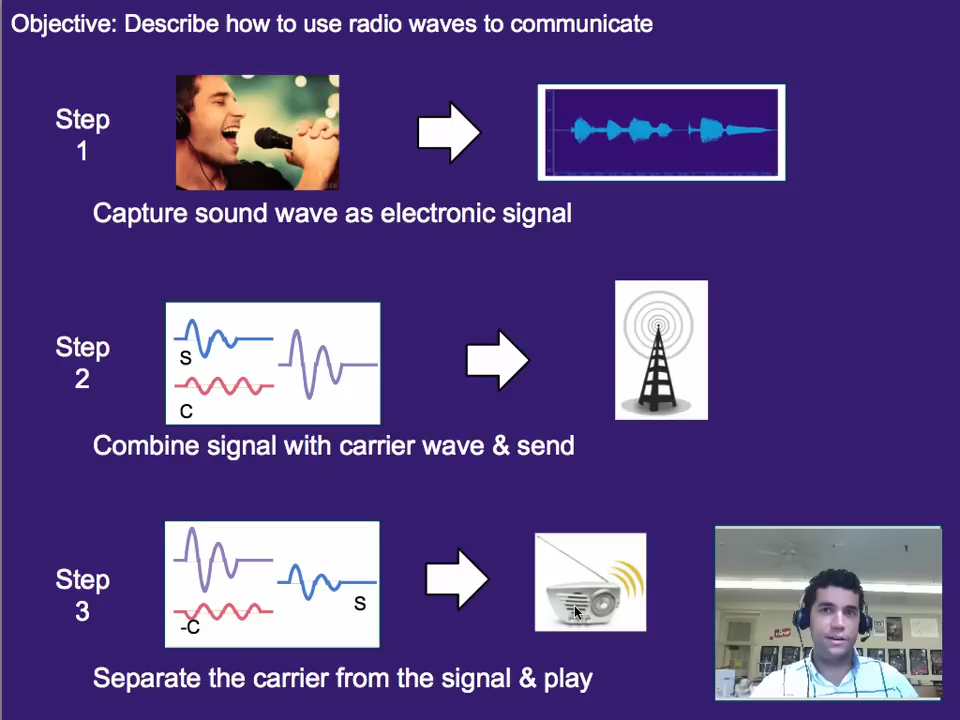 Objective: Describe how to use radio waves to communicate
Step
1
Capture sound wave as electronic signal
Step
2
S
C
Combine signal with carrier wave & send
Step
3
S
-C
Separate the carrier from the signal & play